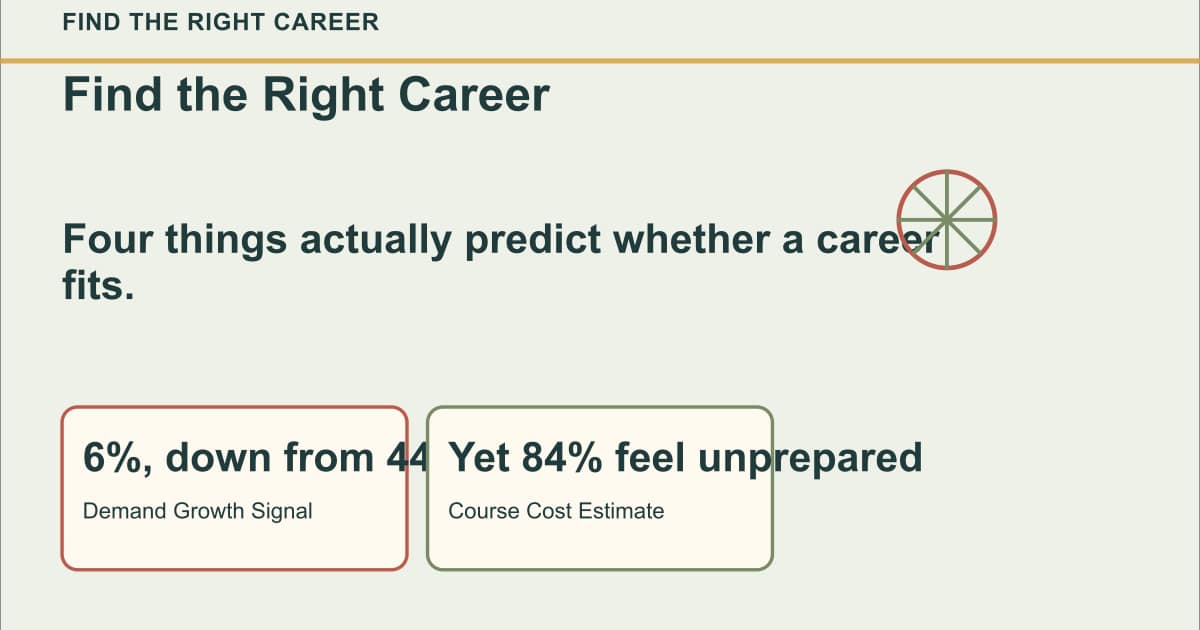 FIND THE RIGHT CAREER
Find the Right Career
Four things actually predict whether a career
fits.
6%, down from 44
Yet 84% feel unprepared
Demand Growth Signal
Course Cost Estimate